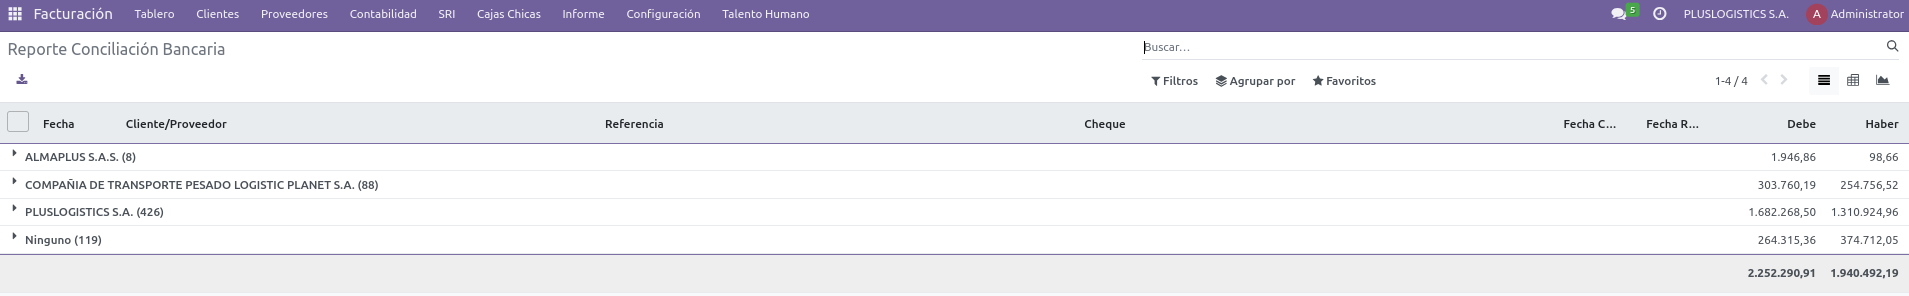 Facturación Tablero Clientes Proveedores Contabilidad SRI Cajas Chicas Informe Configuración Talento Humano 5 PLUSLOGISTICS S.A. A Administrator
Reporte Conciliación Bancaria Buscar...
Filtros Agrupar por Favoritos 1-4 / 4
Fecha Cliente/Proveedor Referencia Cheque Fecha C... Fecha R... Debe Haber
ALMAPLUS S.A.S. (8) 1.946,86 98,66
COMPAÑIA DE TRANSPORTE PESADO LOGISTIC PLANET S.A. (88) 303.760,19 254.756,52
PLUSLOGISTICS S.A. (426) 1.682.268,50 1.310.924,96
Ninguno (119) 264.315,36 374.712,05
2.252.290,91 1.940.492,19